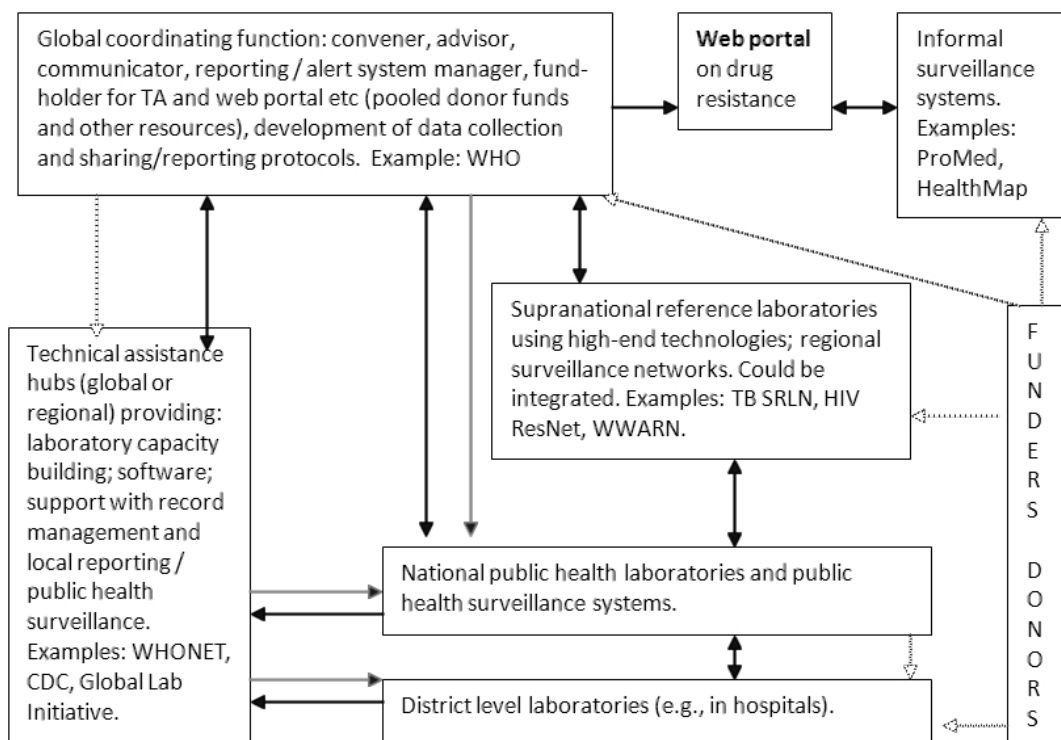 Global coordinating function: convener, advisor,
communicator, reporting / alert system manager, fund-
holder for TA and web portal etc (pooled donor funds
and other resources), development of data collection
and sharing/reporting protocols.  Example: WHO
Web portal
on drug
resistance
Informal
surveillance
systems.
Examples:
ProMed,
HealthMap
Supranational reference laboratories
using high-end technologies; regional
surveillance networks. Could be
integrated. Examples: TB SRLN, HIV
ResNet, WWARN.
Technical assistance
hubs (global or
regional) providing:
laboratory capacity
building; software;
support with record
management and
local reporting /
public health
surveillance.
Examples: WHONET,
CDC, Global Lab
Initiative.
National public health laboratories and public
health surveillance systems.
District level laboratories (e.g., in hospitals).
F
U
N
D
E
R
S
D
O
N
O
R
S